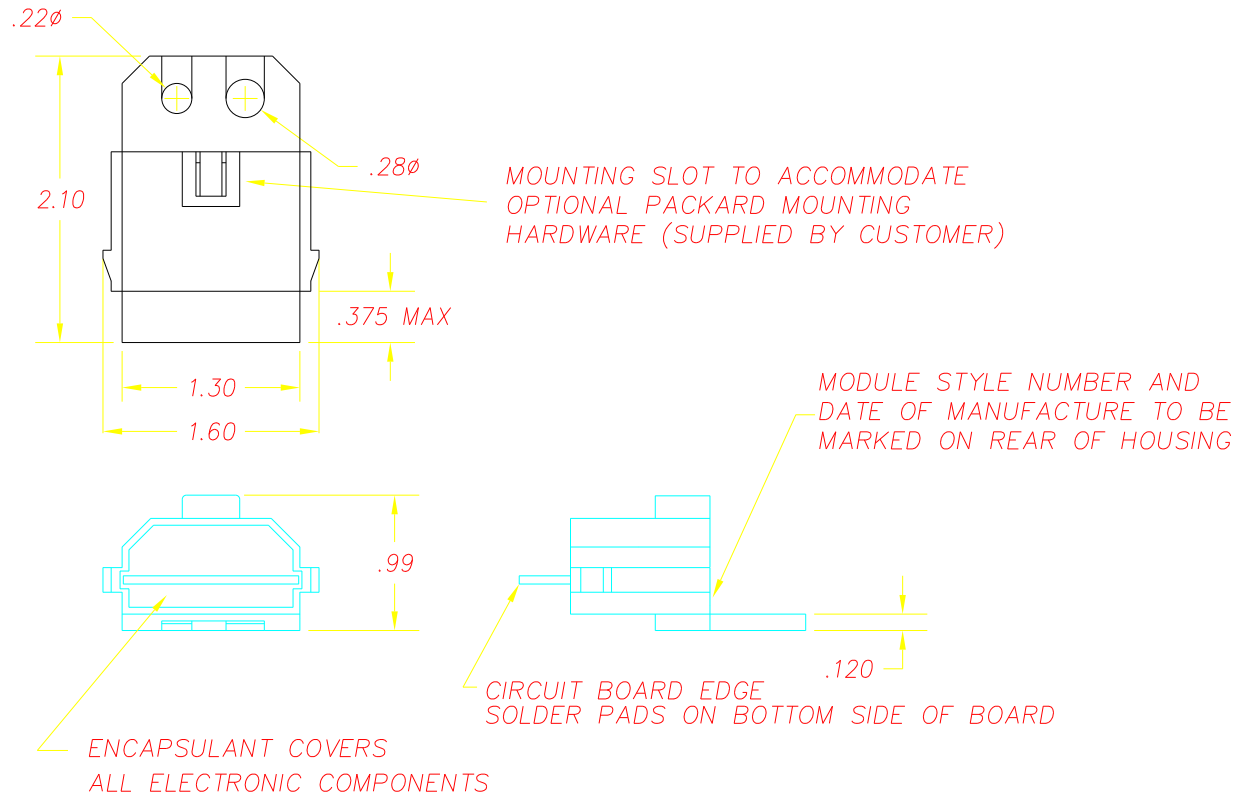 .22ø
.28ø
2.10
MOUNTING SLOT TO ACCOMMODATE
OPTIONAL PACKARD MOUNTING
HARDWARE (SUPPLIED BY CUSTOMER)
.375 MAX
1.30
1.60
MODULE STYLE NUMBER AND
DATE OF MANUFACTURE TO BE
MARKED ON REAR OF HOUSING
.99
.120
CIRCUIT BOARD EDGE
SOLDER PADS ON BOTTOM SIDE OF BOARD
ENCAPSULANT COVERS
ALL ELECTRONIC COMPONENTS